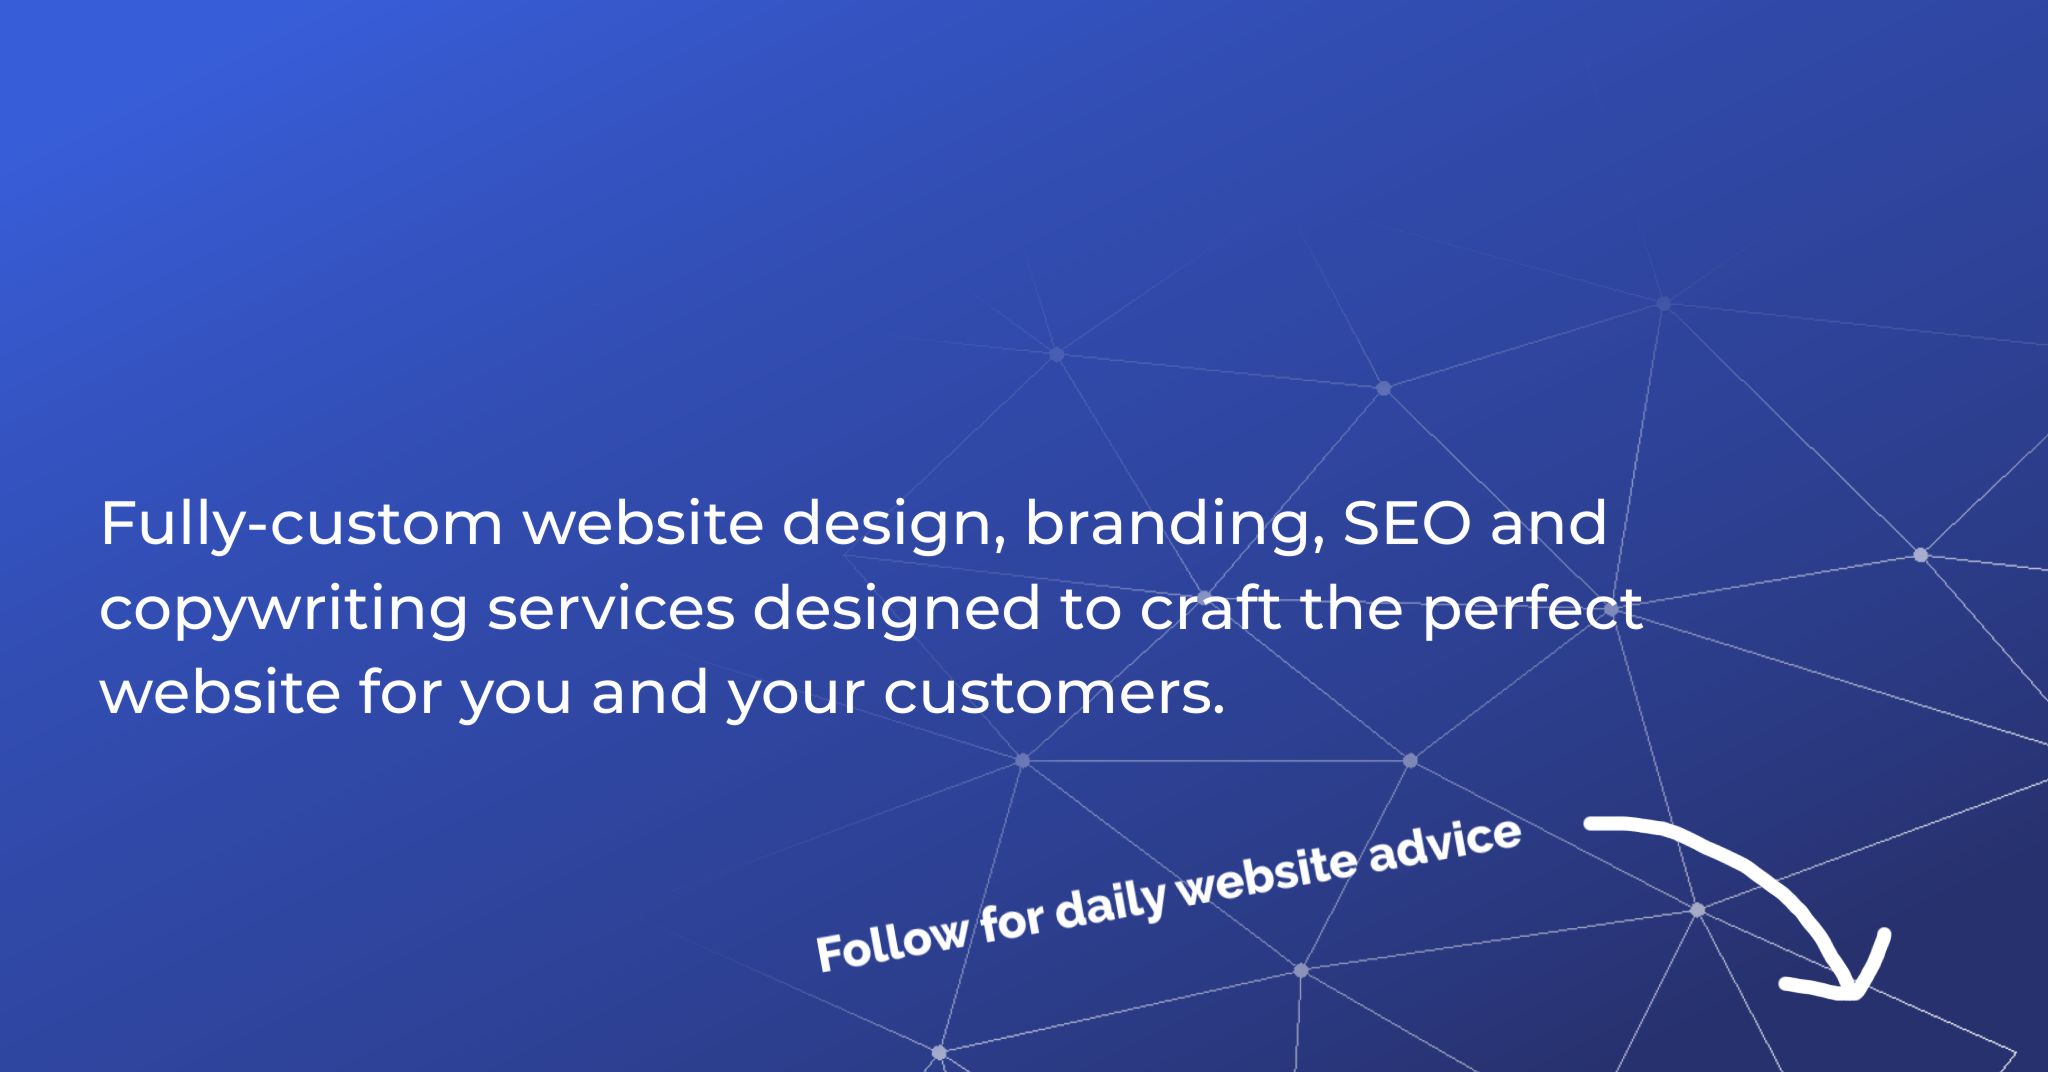 Fully-custom website design, branding, SEO and
copywriting services designed to craft the perfect
website for you and your customers.
Follow for daily website advice